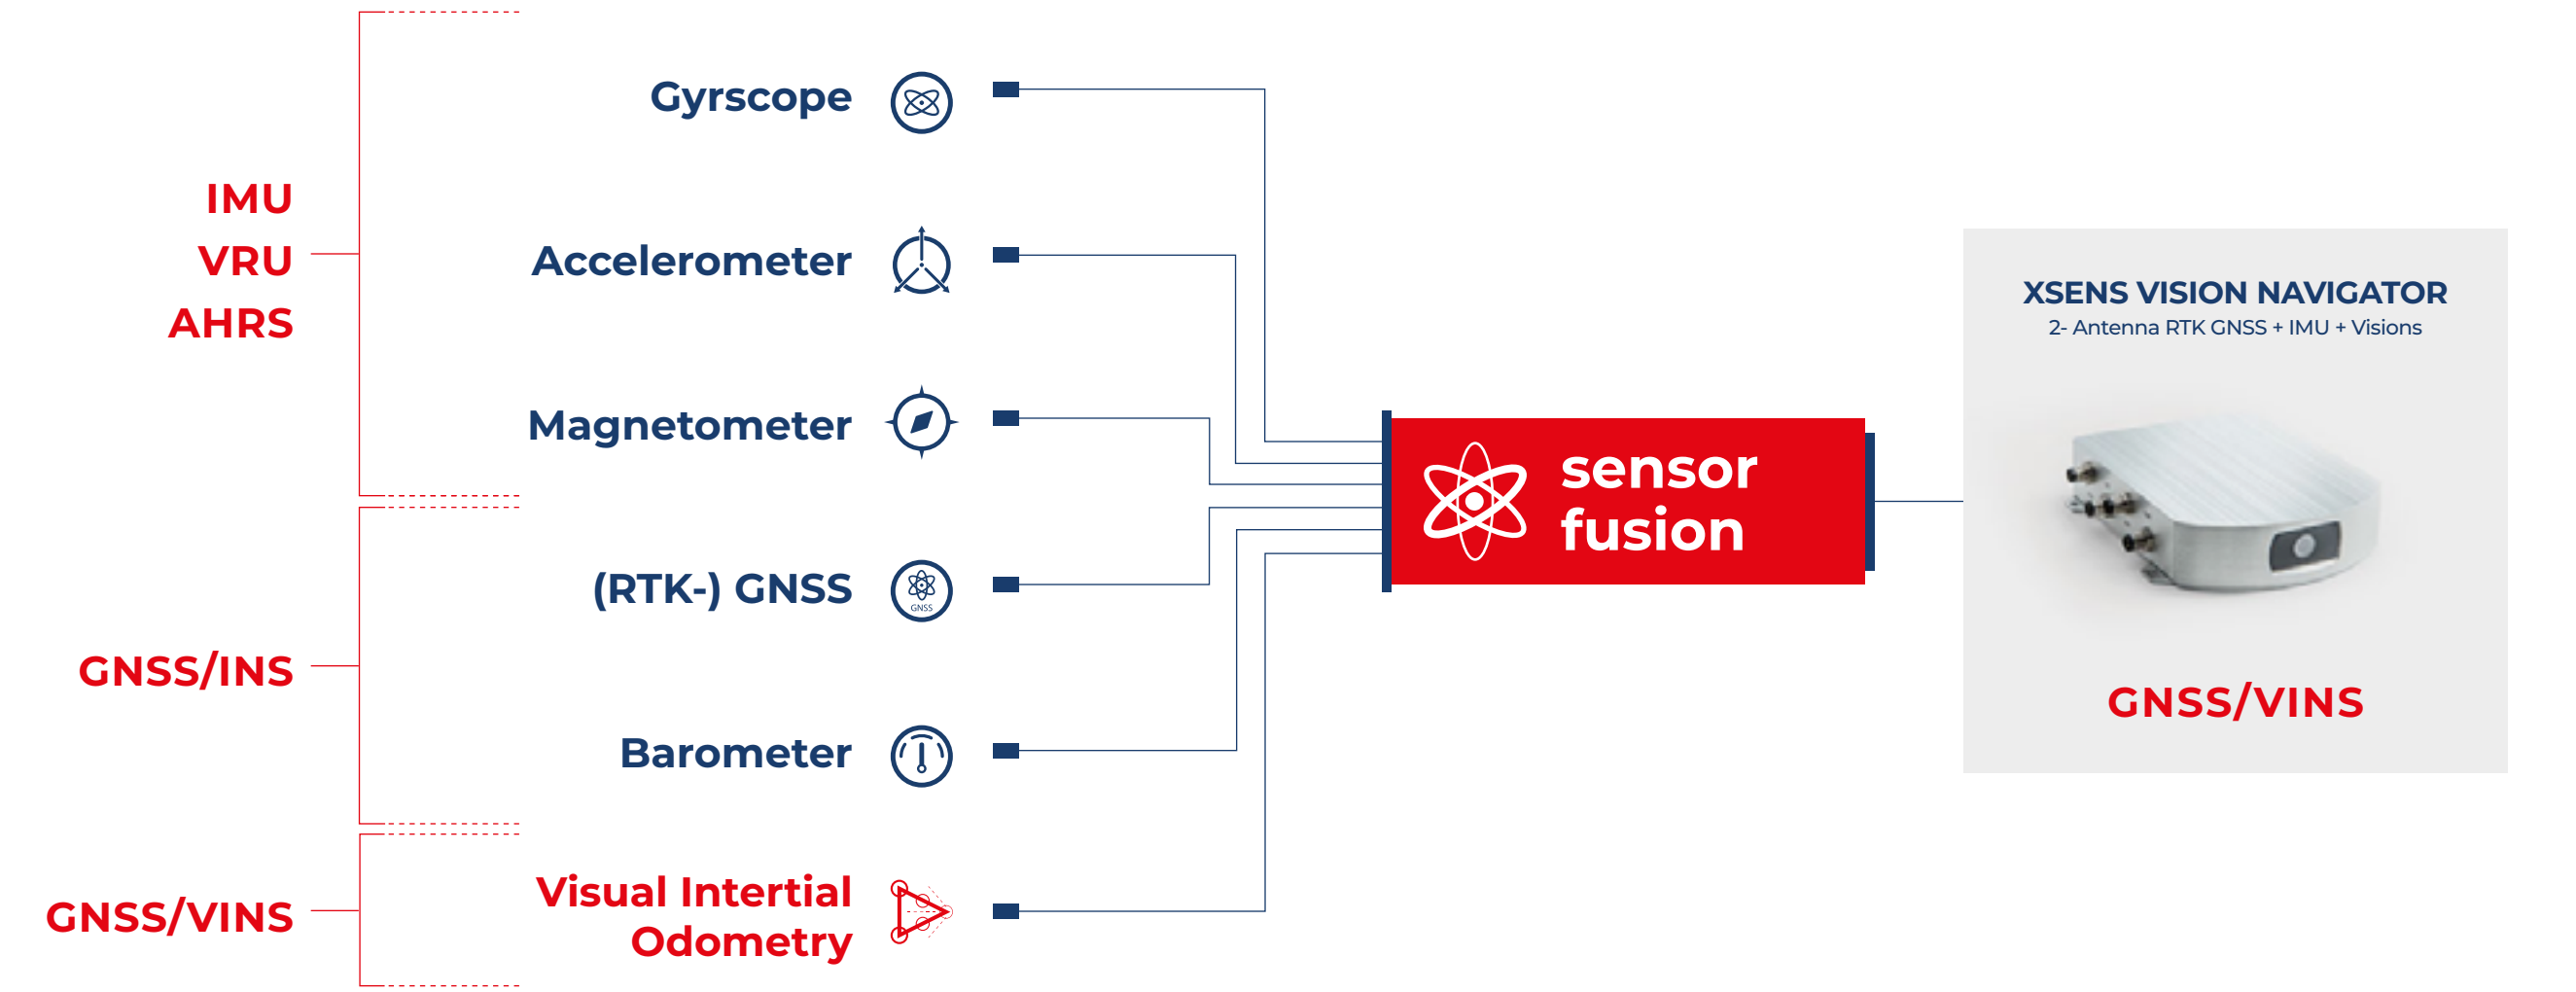 IMU
VRU
AHRS
GNSS/INS
GNSS/VINS
Gyrscope
Accelerometer
Magnetometer
(RTK-) GNSS
GNSS
Barometer
Visual Intertial
Odometry
sensor
fusion
XSENS VISION NAVIGATOR
2- Antenna RTK GNSS + IMU + Visions
GNSS/VINS